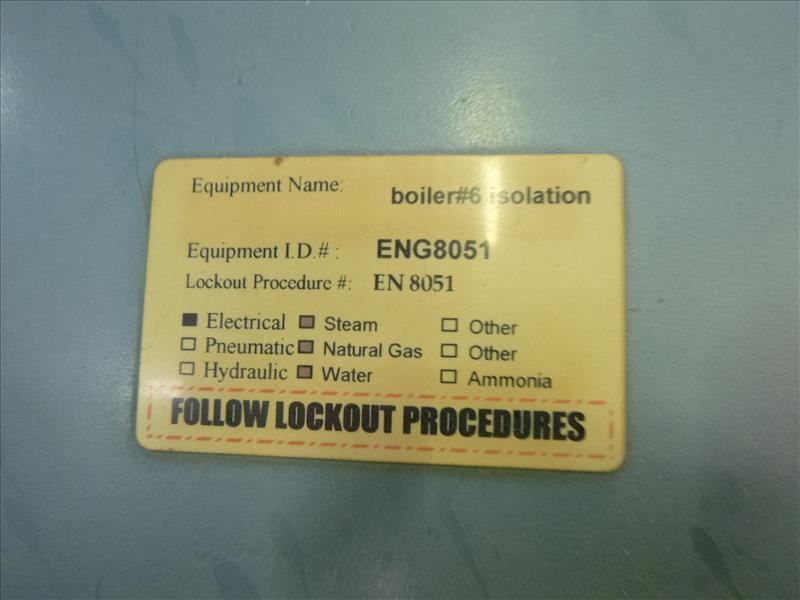 Equipment Name: boiler#6 isolation
Equipment I.D.# : ENG8051
Lockout Procedure #: EN 8051
Electrical Steam Other
Pneumatic Natural Gas Other
Hydraulic Water Ammonia
FOLLOW LOCKOUT PROCEDURES